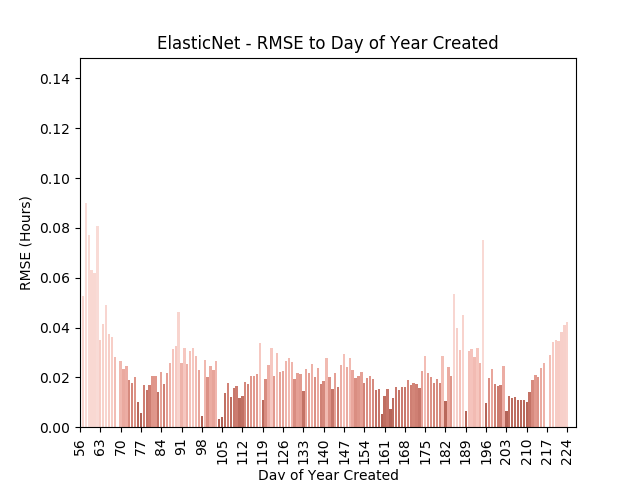 ElasticNet - RMSE to Day of Year Created
RMSE (Hours)
0.14
0.12
0.10
0.08
0.06
0.04
0.02
0.00
56 63 70 77 84 91 98 105 112 119 126 133 140 147 154 161 168 175 182 189 196 203 210 217 224
Day of Year Created